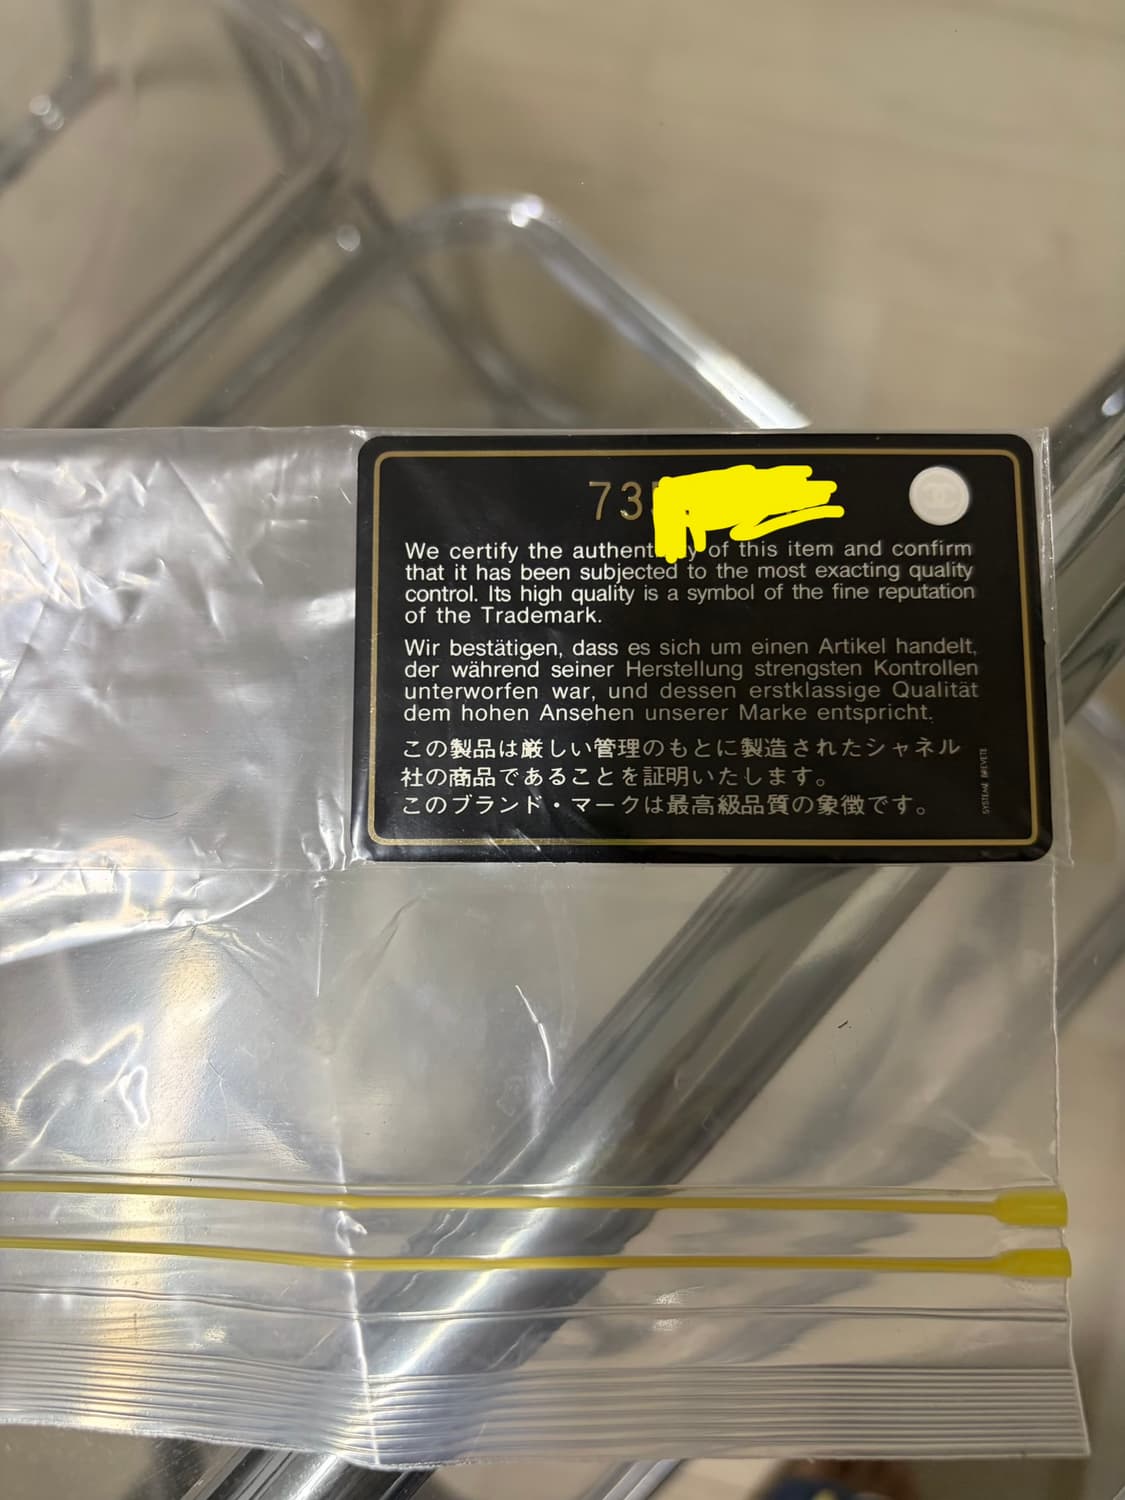 73
We certify the authent y of this item and confirm
that it has been subjected to the most exacting quality
control. Its high quality is a symbol of the fine reputation
of the Trademark.
Wir bestätigen, dass es sich um einen Artikel handelt,
der während seiner Herstellung strengsten Kontrollen
unterworfen war, und dessen erstklassige Qualität
dem hohen Ansehen unserer Marke entspricht.
この製品は厳しい管理のもとに製造されたシャネル
社の商品であることを証明いたします。
このブランド・マークは最高級品質の象徴です。
SYSTEME BREVETE